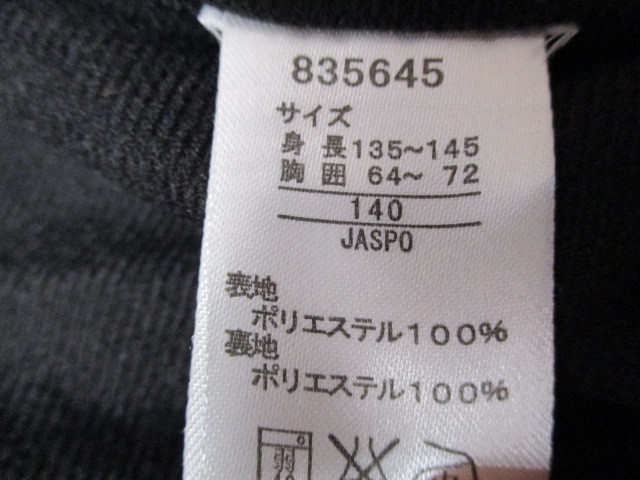 835645
サイズ
身 長135～145
胸 囲 64～ 72
140
JASPO
表地
ポリエステル100%
裏地
ポリエステル100%
弱